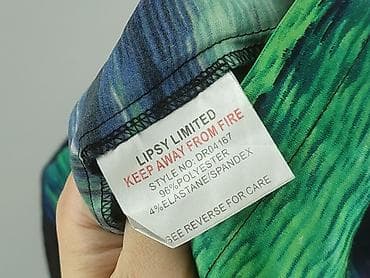 LIPSY LIMITED
KEEP AWAY FROM FIRE
STYLE NO: DR04167
96%POLYESTER
4%ELASTANE/SPANDEX
SEE REVERSE FOR CARE